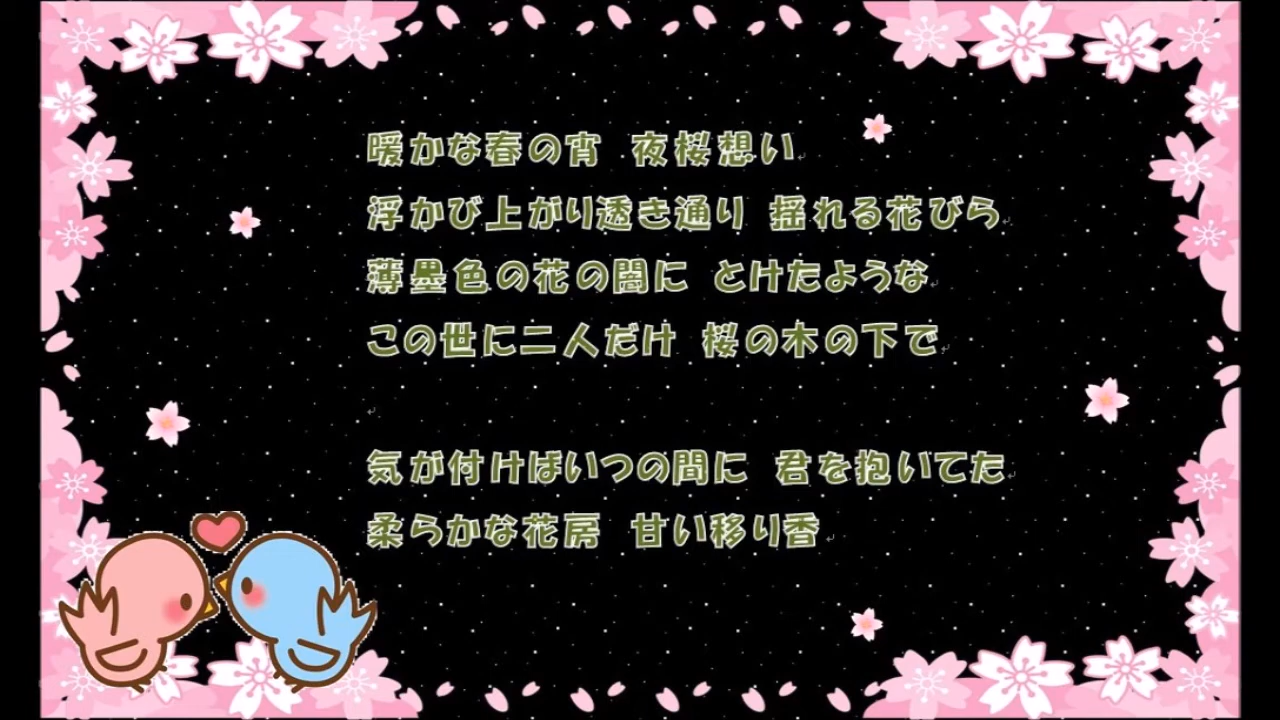 暖かな春の宵 夜桜想い
浮かび上がり透き通り 揺れる花びら
薄墨色の花の闇に とけたような
この世に二人だけ 桜の木の下で
気が付けばいつの間に 君を抱いてた
柔らかな花房 甘い移り香